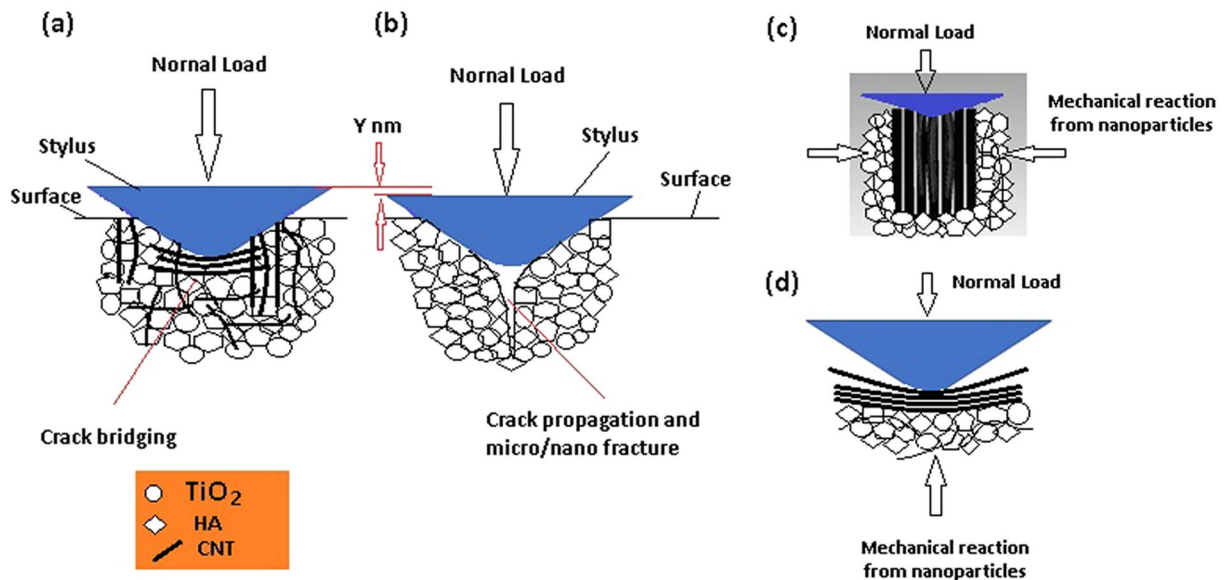 (a)
Nornal Load
Stylus
Surface
Crack bridging
Y nm
(b)
Normal Load
Stylus
Surface
Crack propagation and
micro/nano fracture
TiO₂
HA
CNT
(c)
Normal Load
Mechanical reaction
from nanoparticles
(d)
Normal Load
Mechanical reaction
from nanoparticles